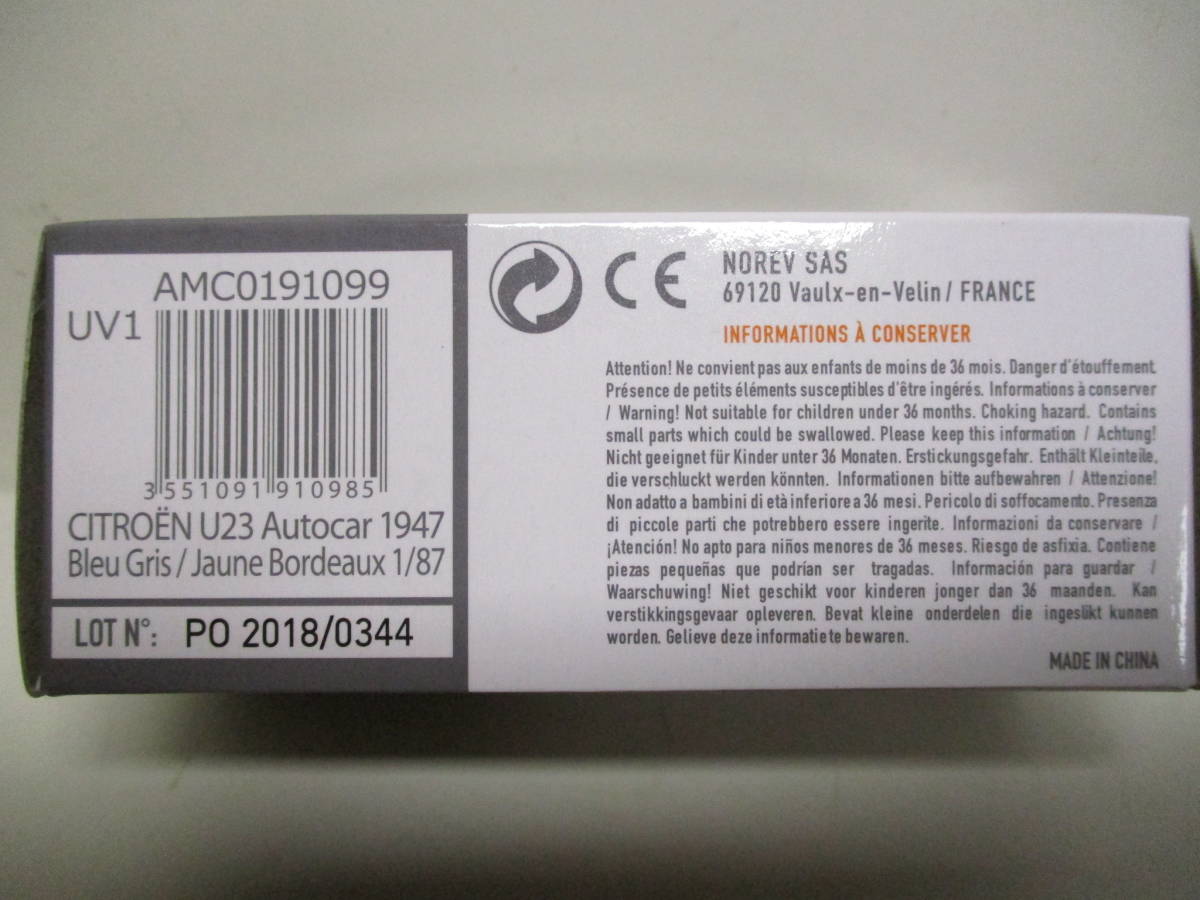 AMC0191099
UV1
3 551091 910985
CITROËN U23 Autocar 1947
Bleu Gris / Jaune Bordeaux 1/87
LOT N°: PO 2018/0344
CE
NOREV SAS
69120 Vaulx-en-Velin / FRANCE
INFORMATIONS À CONSERVER
Attention! Ne convient pas aux enfants de moins de 36 mois. Danger d'étouffement.
Présence de petits éléments susceptibles d'être ingérés. Informations à conserver
/ Warning! Not suitable for children under 36 months. Choking hazard. Contains
small parts which could be swallowed. Please keep this information / Achtung!
Nicht geeignet für Kinder unter 36 Monaten. Erstickungsgefahr. Enthält Kleinteile,
die verschluckt werden könnten. Informationen bitte aufbewahren / Attenzione!
Non adatto a bambini di età inferiore a 36 mesi. Pericolo di soffocamento. Presenza
di piccole parti che potrebbero essere ingerite. Informazioni da conservare /
¡Atención! No apto para niños menores de 36 meses. Riesgo de asfixia. Contiene
piezas pequeñas que podrían ser tragadas. Información para guardar /
Waarschuwing! Niet geschikt voor kinderen jonger dan 36 maanden. Kan
verstikkingsgevaar opleveren. Bevat kleine onderdelen die ingeslikt kunnen
worden. Gelieve deze informatie te bewaren.
MADE IN CHINA